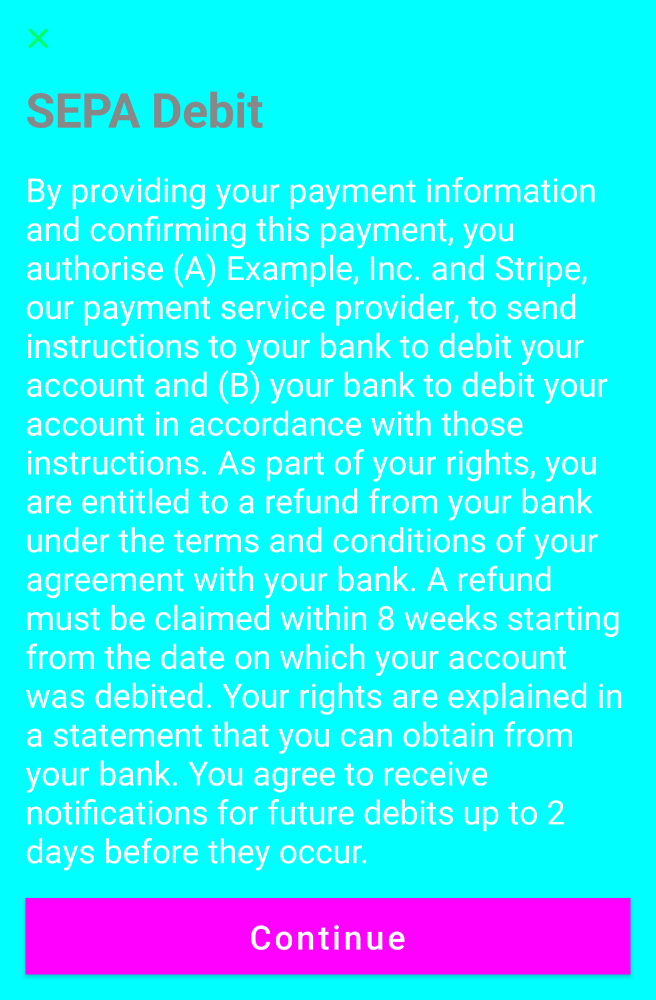 SEPA Debit
By providing your payment information
and confirming this payment, you
authorise (A) Example, Inc. and Stripe,
our payment service provider, to send
instructions to your bank to debit your
account and (B) your bank to debit your
account in accordance with those
instructions. As part of your rights, you
are entitled to a refund from your bank
under the terms and conditions of your
agreement with your bank. A refund
must be claimed within 8 weeks starting
from the date on which your account
was debited. Your rights are explained in
a statement that you can obtain from
your bank. You agree to receive
notifications for future debits up to 2
days before they occur.
Continue